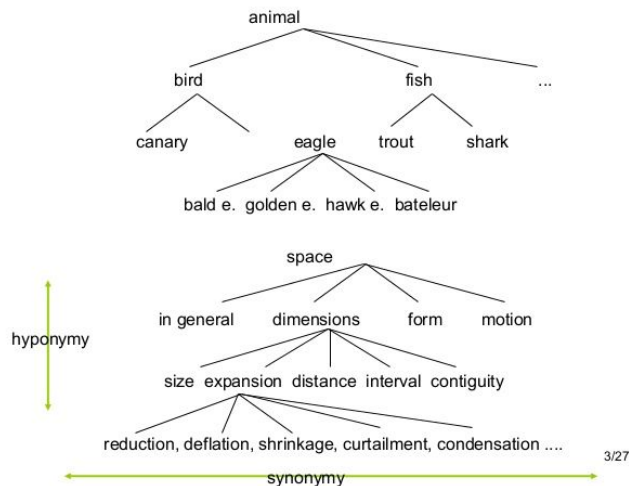 animal
bird fish ...
canary eagle trout shark
bald e. golden e. hawk e. bateleur
space
in general dimensions form motion
hyponymy
size expansion distance interval contiguity
reduction, deflation, shrinkage, curtailment, condensation ....
3/27
synonymy